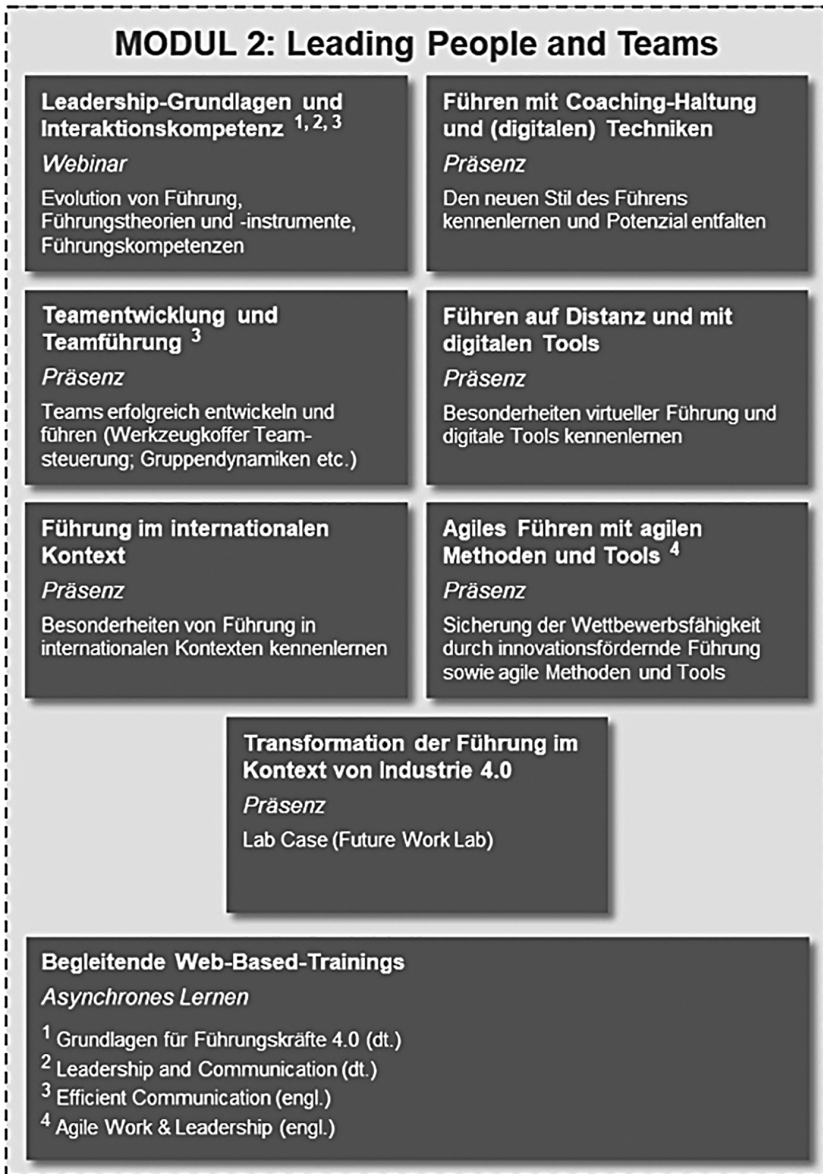 MODUL 2: Leading People and Teams
Leadership-Grundlagen und
Interaktionskompetenz 1, 2, 3
Webinar
Evolution von Führung,
Führungstheorien und -instrumente,
Führungskompetenzen
Führen mit Coaching-Haltung
und (digitalen) Techniken
Präsenz
Den neuen Stil des Führens
kennenlernen und Potenzial entfalten
Teamentwicklung und
Teamführung 3
Präsenz
Teams erfolgreich entwickeln und
führen (Werkzeugkoffer Team-
steuerung; Gruppendynamiken etc.)
Führen auf Distanz und mit
digitalen Tools
Präsenz
Besonderheiten virtueller Führung und
digitale Tools kennenlernen
Führung im internationalen
Kontext
Präsenz
Besonderheiten von Führung in
internationalen Kontexten kennenlernen
Agiles Führen mit agilen
Methoden und Tools 4
Präsenz
Sicherung der Wettbewerbsfähigkeit
durch innovationsfördernde Führung
sowie agile Methoden und Tools
Transformation der Führung im
Kontext von Industrie 4.0
Präsenz
Lab Case (Future Work Lab)
Begleitende Web-Based-Trainings
Asynchrones Lernen
1 Grundlagen für Führungskräfte 4.0 (dt.)
2 Leadership and Communication (dt.)
3 Efficient Communication (engl.)
4 Agile Work & Leadership (engl.)